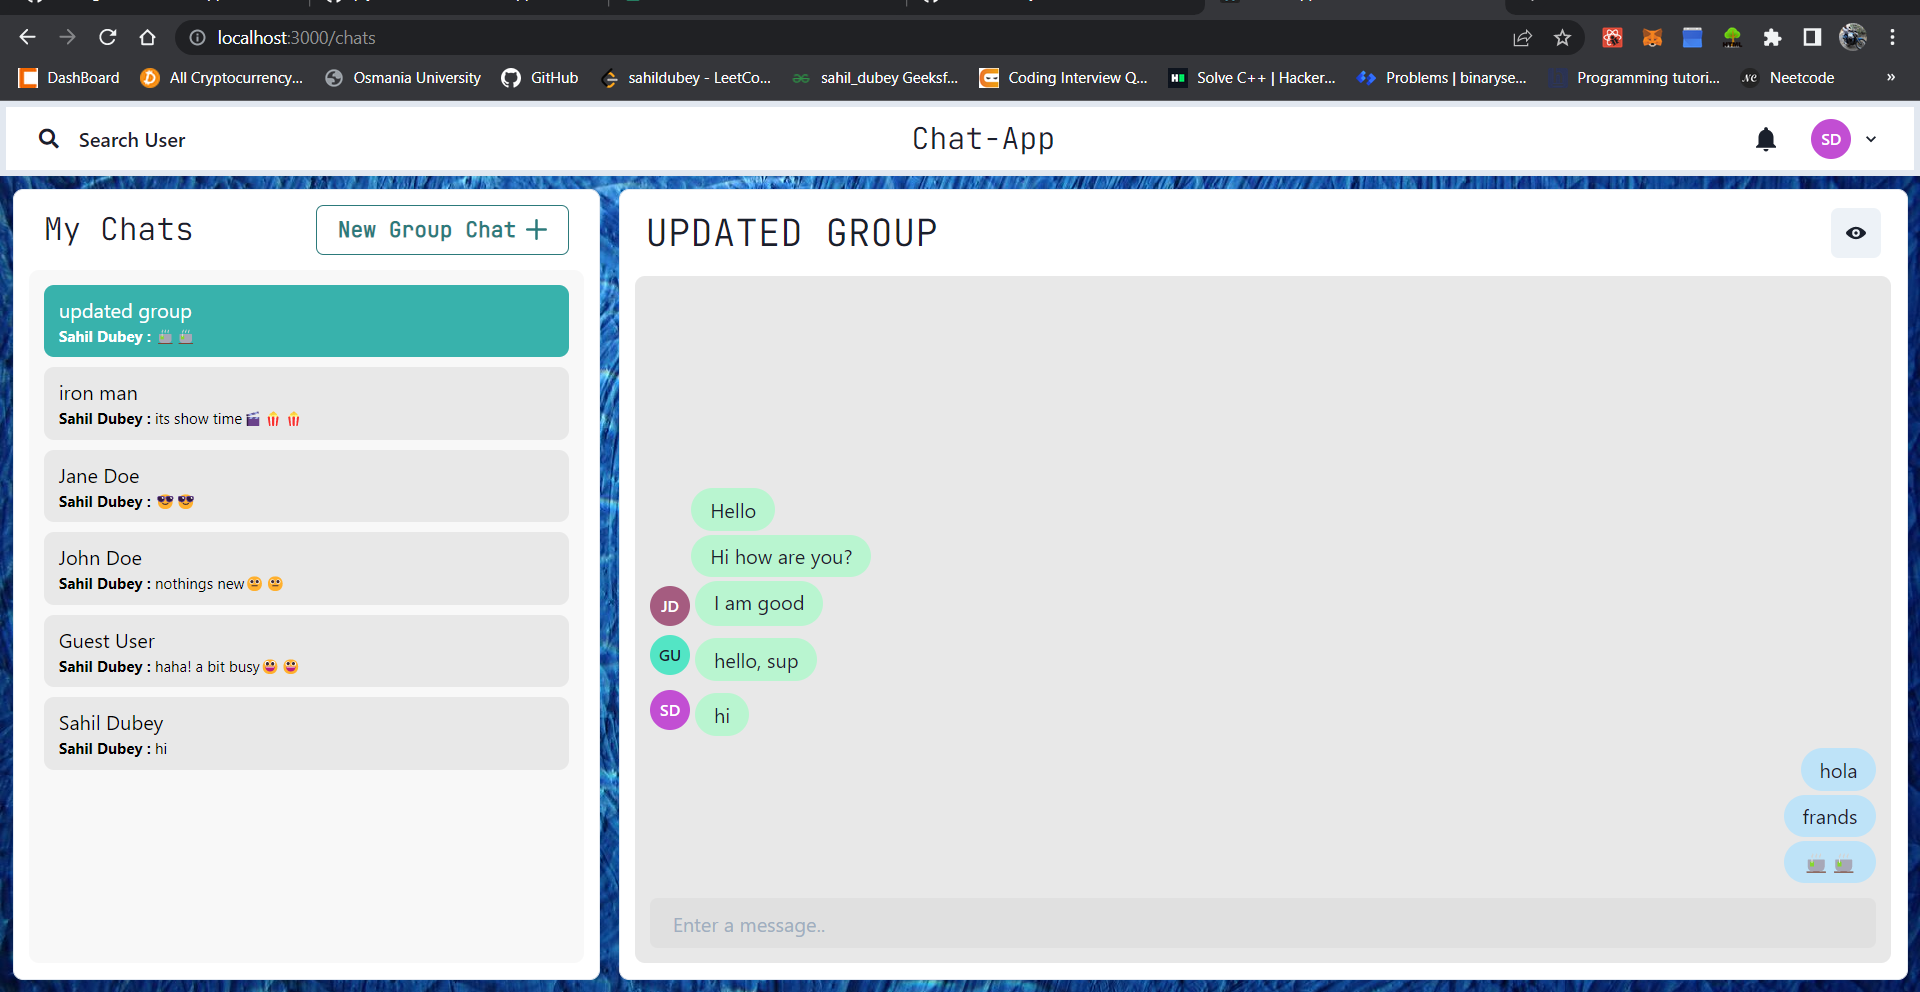 localhost:3000/chats
DashBoard
All Cryptocurrency...
Osmania University
GitHub
sahildubey - LeetCo...
sahil_dubey Geeksf...
Coding Interview Q...
Solve C++ | Hacker...
Problems | binaryse...
Programming tutori...
Neetcode
»
Search User
Chat-App
SD
My Chats
New Group Chat +
updated group
Sahil Dubey :
iron man
Sahil Dubey : its show time🎬 🍿 🍿
Jane Doe
Sahil Dubey : 😎 😎
John Doe
Sahil Dubey : nothings new😐 😐
Guest User
Sahil Dubey : haha! a bit busy😀 😀
Sahil Dubey
Sahil Dubey : hi
UPDATED GROUP
Hello
Hi how are you?
JD
I am good
GU
hello, sup
SD
hi
hola
frands
Enter a message..